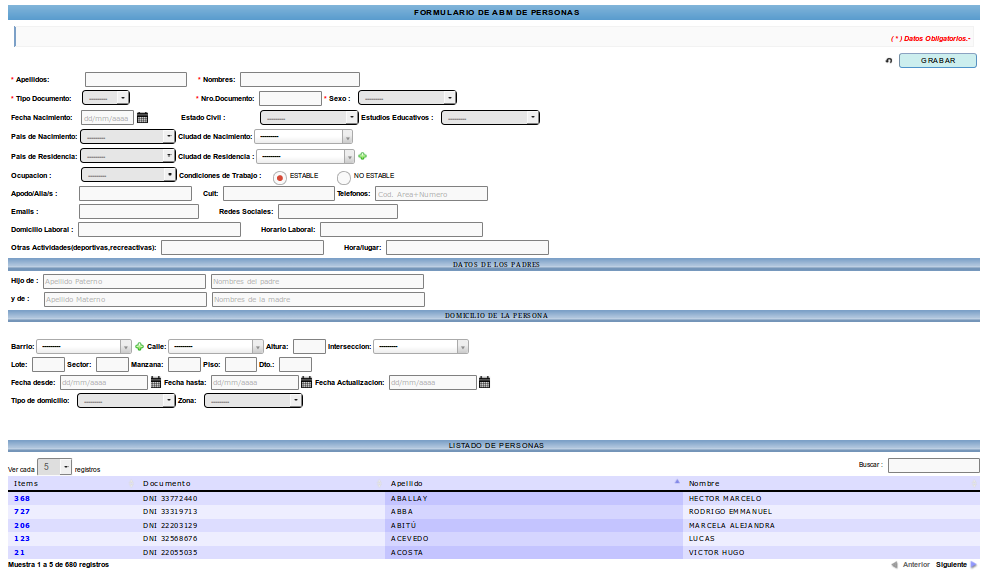 FORMULARIO DE ABM DE PERSONAS
( * ) Datos Obligatorios.-
GRABAR
* Apellidos: * Nombres:
* Tipo Documento: --------- * Nro.Documento: * Sexo : ---------
Fecha Nacimiento: dd/mm/aaaa Estado Civil : --------- Estudios Educativos : ---------
Pais de Nacimiento: --------- Ciudad de Nacimiento: ---------
Pais de Residencia: --------- Ciudad de Residencia : ---------
Ocupacion : --------- Condiciones de Trabajo : ESTABLE NO ESTABLE
Apodo/Alia/s : Cuit: Telefonos: Cod. Area+Numero
Emails : Redes Sociales:
Domicilio Laboral : Horario Laboral:
Otras Actividades(deportivas,recreactivas): Hora/lugar:
DATOS DE LOS PADRES
Hijo de : Apellido Paterno Nombres del padre
y de : Apellido Materno Nombres de la madre
DOMICILIO DE LA PERSONA
Barrio: --------- Calle: --------- Altura: Interseccion: ---------
Lote: Sector: Manzana: Piso: Dto.:
Fecha desde: dd/mm/aaaa Fecha hasta: dd/mm/aaaa Fecha Actualizacion: dd/mm/aaaa
Tipo de domicilio: --------- Zona: ---------
LISTADO DE PERSONAS
Ver cada 5 registros Buscar :
Items Documento Apellido Nombre
368 DNI 33772440 ABALLAY HECTOR MARCELO
727 DNI 33319713 ABBA RODRIGO EMMANUEL
206 DNI 22203129 ABITÚ MARCELA ALEJANDRA
123 DNI 32568676 ACEVEDO LUCAS
21 DNI 22055035 ACOSTA VICTOR HUGO
Muestra 1 a 5 de 680 registros Anterior Siguiente